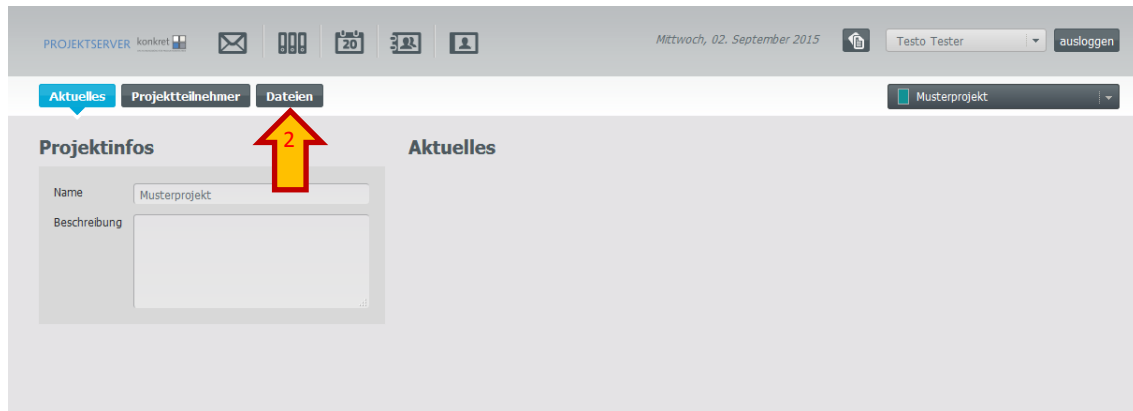 PROJEKTSERVER konkret 20 Mittwoch, 02. September 2015 Testo Tester ausloggen
Aktuelles Projektteilnehmer Dateien Musterprojekt
2
Projektinfos Aktuelles
Name Musterprojekt
Beschreibung